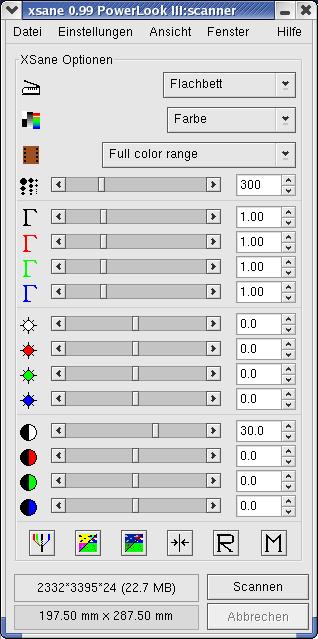 xsane 0.99 PowerLook III:scanner
Datei Einstellungen Ansicht Fenster Hilfe
XSane Optionen
Flachbett
Farbe
Full color range
300
Γ 1.00
Γ 1.00
Γ 1.00
Γ 1.00
0.0
0.0
0.0
0.0
30.0
0.0
0.0
0.0
R M
2332*3395*24 (22.7 MB) Scannen
197.50 mm × 287.50 mm Abbrechen